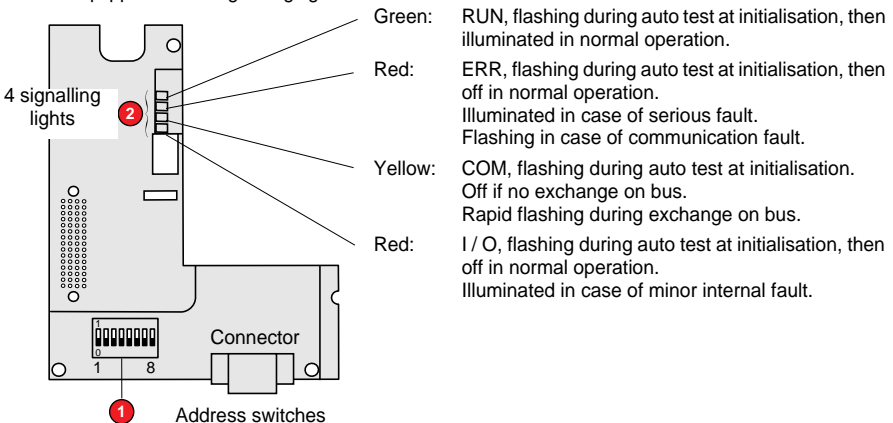 Green: RUN, flashing during auto test at initialisation, then
illuminated in normal operation.
Red: ERR, flashing during auto test at initialisation, then
off in normal operation.
Illuminated in case of serious fault.
Flashing in case of communication fault.
Yellow: COM, flashing during auto test at initialisation.
Off if no exchange on bus.
Rapid flashing during exchange on bus.
Red: I / O, flashing during auto test at initialisation, then
off in normal operation.
Illuminated in case of minor internal fault.
4 signalling
lights
2
1
0
1 8
Connector
1
Address switches